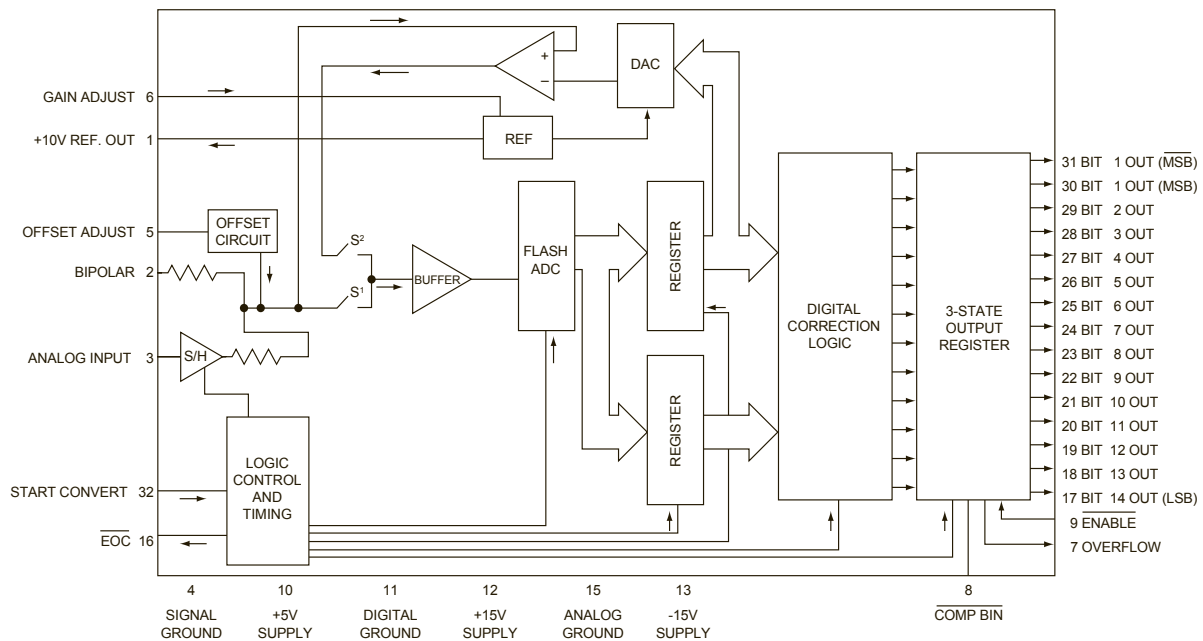 +
−
DAC
GAIN ADJUST 6
+10V REF. OUT 1
REF
OFFSET ADJUST 5
OFFSET
CIRCUIT
BIPOLAR 2
S²
S¹
BUFFER
FLASH
ADC
REGISTER
ANALOG INPUT 3
S/H
REGISTER
DIGITAL
CORRECTION
LOGIC
3-STATE
OUTPUT
REGISTER
31 BIT 1 OUT (M̅S̅B̅)
30 BIT 1 OUT (MSB)
29 BIT 2 OUT
28 BIT 3 OUT
27 BIT 4 OUT
26 BIT 5 OUT
25 BIT 6 OUT
24 BIT 7 OUT
23 BIT 8 OUT
22 BIT 9 OUT
21 BIT 10 OUT
20 BIT 11 OUT
19 BIT 12 OUT
18 BIT 13 OUT
17 BIT 14 OUT (LSB)
9 E̅N̅A̅B̅L̅E̅
7 OVERFLOW
LOGIC
CONTROL
AND
TIMING
START CONVERT 32
E̅O̅C̅ 16
4
SIGNAL
GROUND
10
+5V
SUPPLY
11
DIGITAL
GROUND
12
+15V
SUPPLY
15
ANALOG
GROUND
13
-15V
SUPPLY
8
C̅O̅M̅P̅ ̅B̅I̅N̅